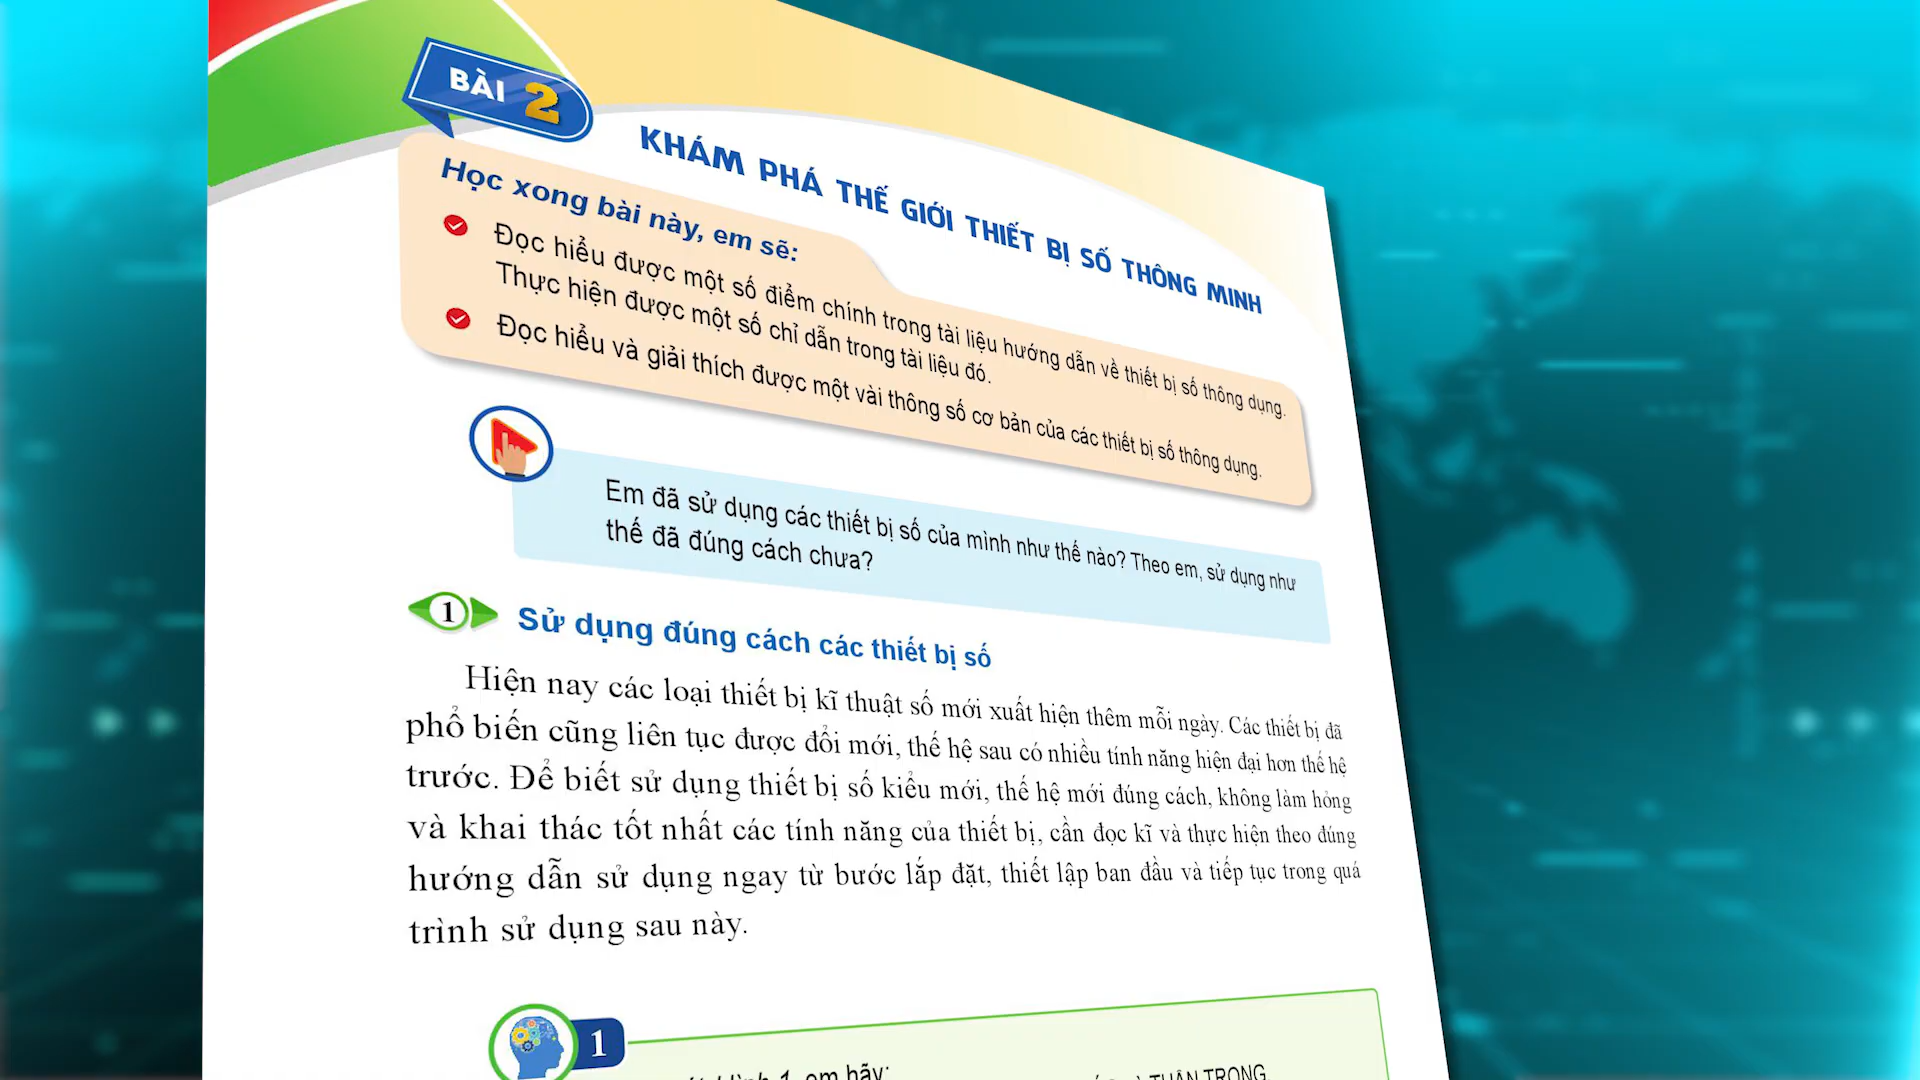 BÀI 2
KHÁM PHÁ THẾ GIỚI THIẾT BỊ SỐ THÔNG MINH
Học xong bài này, em sẽ:
Đọc hiểu được một số điểm chính trong tài liệu hướng dẫn về thiết bị số thông dụng.
Thực hiện được một số chỉ dẫn trong tài liệu đó.
Đọc hiểu và giải thích được một vài thông số cơ bản của các thiết bị số thông dụng.
Em đã sử dụng các thiết bị số của mình như thế nào? Theo em, sử dụng như
thế đã đúng cách chưa?
1 Sử dụng đúng cách các thiết bị số
Hiện nay các loại thiết bị kĩ thuật số mới xuất hiện thêm mỗi ngày. Các thiết bị đã
phổ biến cũng liên tục được đổi mới, thế hệ sau có nhiều tính năng hiện đại hơn thế hệ
trước. Để biết sử dụng thiết bị số kiểu mới, thế hệ mới đúng cách, không làm hỏng
và khai thác tốt nhất các tính năng của thiết bị, cần đọc kĩ và thực hiện theo đúng
hướng dẫn sử dụng ngay từ bước lắp đặt, thiết lập ban đầu và tiếp tục trong quá
trình sử dụng sau này.
1
1, em hãy:
THẬN TRỌNG